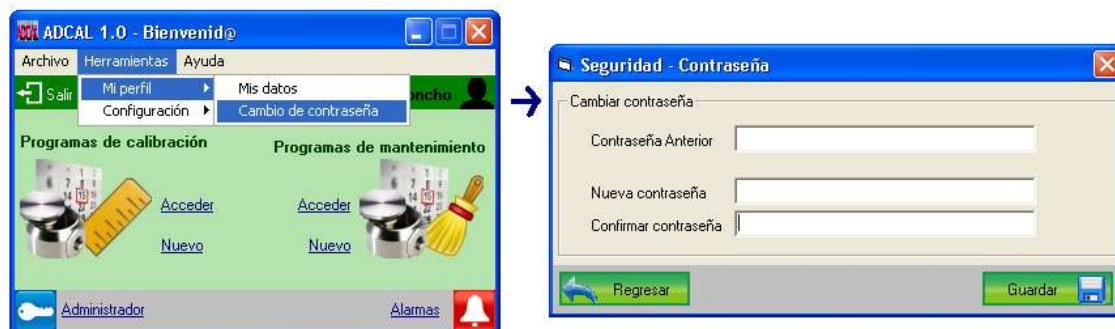 ADCAL 1.0 - Bienvenid@
Archivo Herramientas Ayuda
Salir
Mi perfil
Configuración
Mis datos
Cambio de contraseña
Programas de calibración
Programas de mantenimiento
Acceder
Nuevo
Acceder
Nuevo
Administrador
Alarmas
Seguridad - Contraseña
Cambiar contraseña
Contraseña Anterior
Nueva contraseña
Confirmar contraseña
Regresar
Guardar